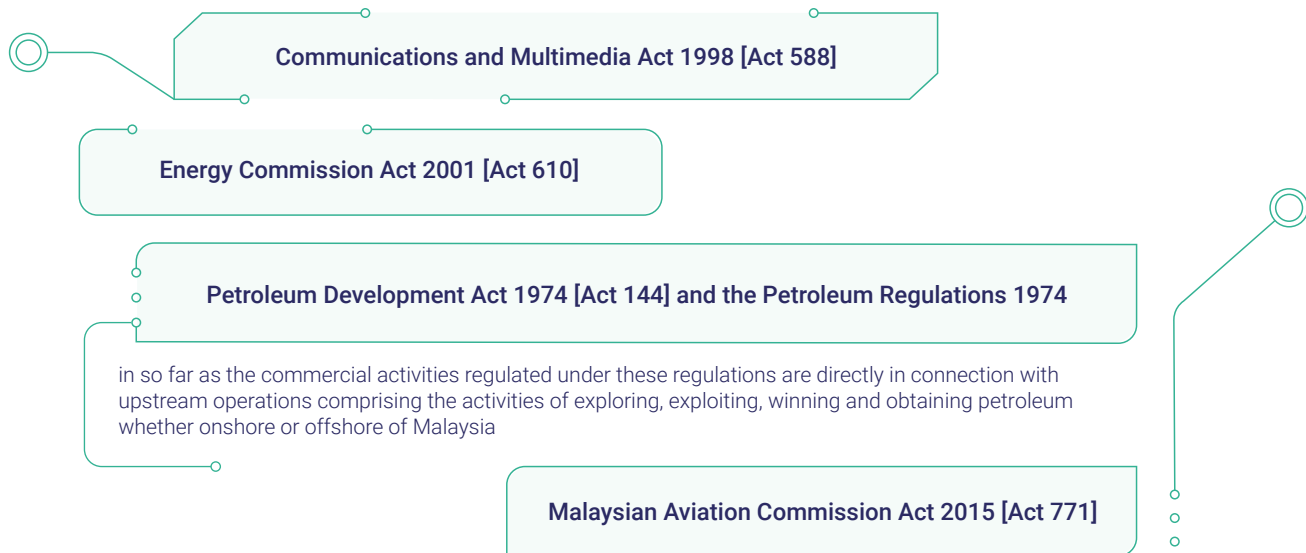 Communications and Multimedia Act 1998 [Act 588]
Energy Commission Act 2001 [Act 610]
Petroleum Development Act 1974 [Act 144] and the Petroleum Regulations 1974
in so far as the commercial activities regulated under these regulations are directly in connection with
upstream operations comprising the activities of exploring, exploiting, winning and obtaining petroleum
whether onshore or offshore of Malaysia
Malaysian Aviation Commission Act 2015 [Act 771]